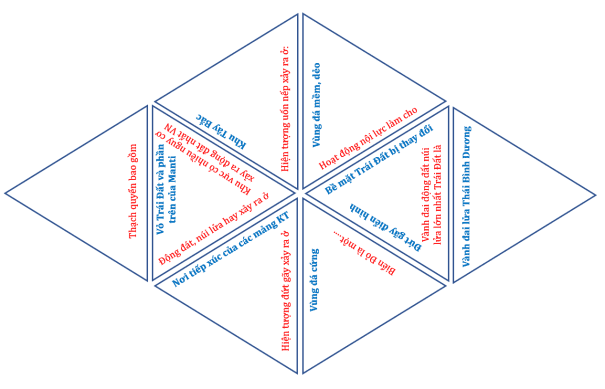 Khu Tây Bắc
Hiện tượng uốn nếp xảy ra ở:
Vùng đá mềm, dẻo
Hoạt động nội lực làm cho
Thạch quyển bao gồm
Vỏ Trái Đất và phần
trên của Manti
Khu vực có nhiều nguy cơ
xảy ra động đất nhất VN
Động đất, núi lửa hay xảy ra ở
Bề mặt Trái Đất bị thay đổi
Đứt gãy điển hình
Vành đai động đất núi
lửa lớn nhất Trái Đất là
Vành đai lửa Thái Bình Dương
Nơi tiếp xúc của các mảng KT
Hiện tượng đứt gãy xảy ra ở
Vùng đá cứng
Biển Đỏ là một.....